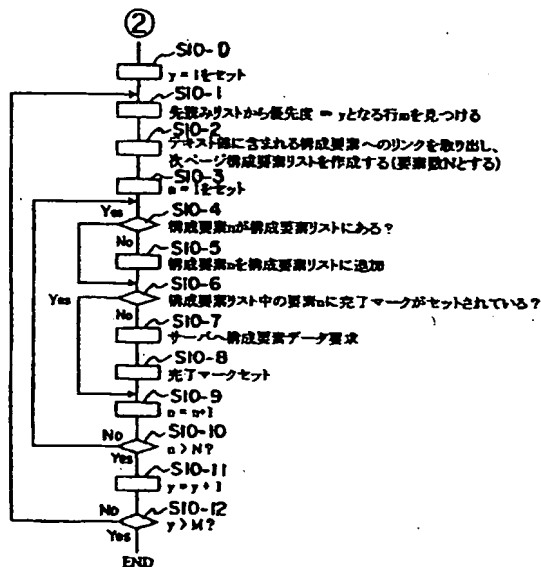 ②
S10-0
y = 1をセット
S10-1
先読みリストから優先度 = yとなる行mを見つける
S10-2
テキスト部に含まれる構成要素へのリンクを取り出し、
次ページ構成要素リストを作成する(要素数Nとする)
S10-3
n = 1をセット
Yes
S10-4
構成要素nが構成要素リストにある?
No
S10-5
構成要素nを構成要素リストに追加
S10-6
Yes
構成要素リスト中の要素nに完了マークがセットされている?
No
S10-7
サーバへ構成要素データ要求
S10-8
完了マークセット
S10-9
n = n+1
No
S10-10
n > N?
Yes
S10-11
y = y + 1
No
S10-12
y > M?
Yes
END